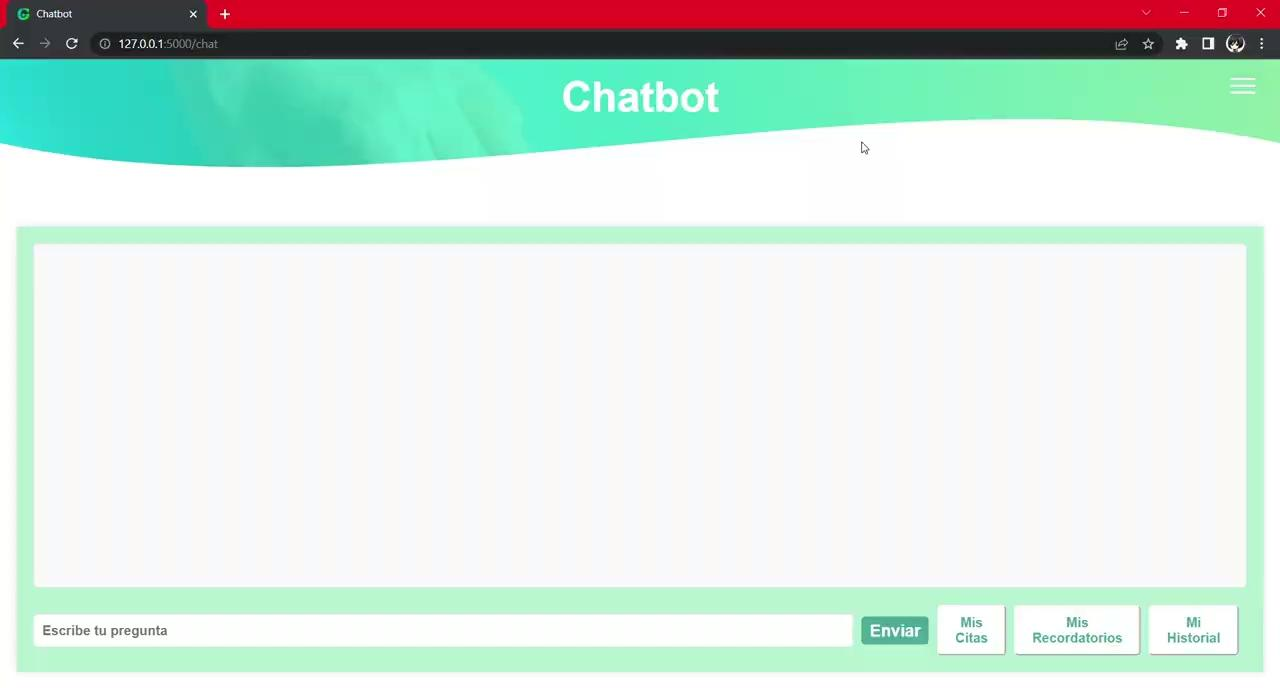 Chatbot
127.0.0.1:5000/chat
Chatbot
Escribe tu pregunta
Enviar
Mis
Citas
Mis
Recordatorios
Mi
Historial